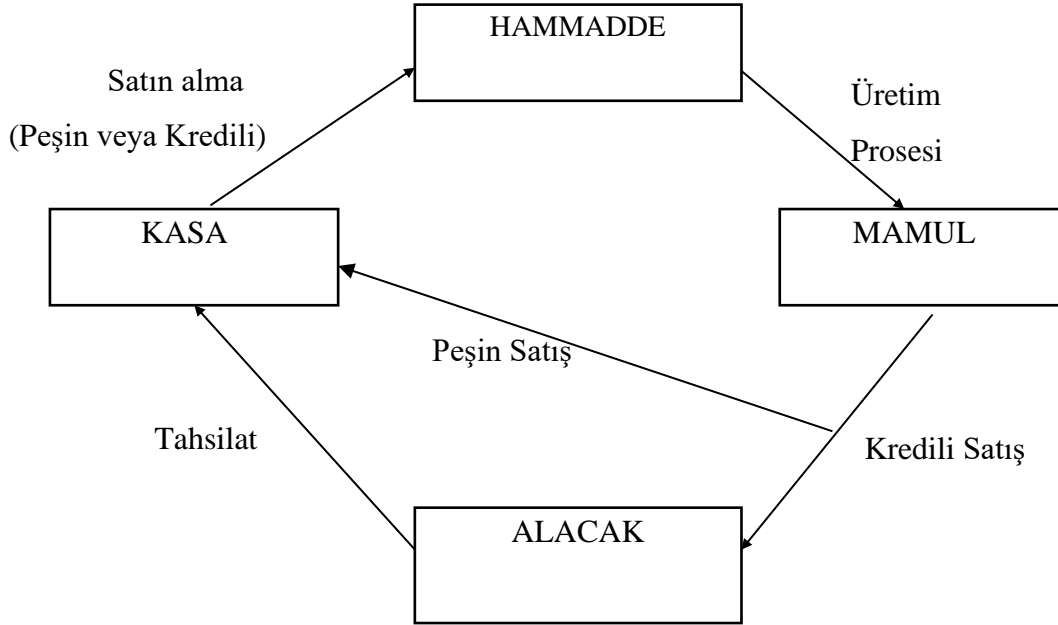 HAMMADDE
Satın alma
(Peşin veya Kredili)
Üretim
Prosesi
KASA
MAMUL
Peşin Satış
Tahsilat
Kredili Satış
ALACAK